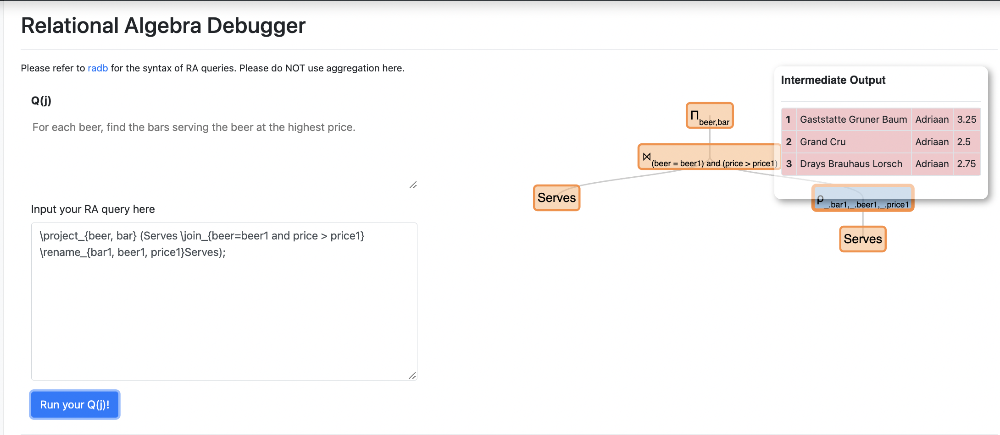 Relational Algebra Debugger
Please refer to radb for the syntax of RA queries. Please do NOT use aggregation here.
Q(j)
For each beer, find the bars serving the beer at the highest price.
Input your RA query here
\project_{beer, bar} (Serves \join_{beer=beer1 and price > price1}
\rename_{bar1, beer1, price1}Serves);
Run your Q(j)!
Π beer,bar
⋈ (beer = beer1) and (price > price1)
Serves
ρ _.bar1,_.beer1,_.price1
Serves
Intermediate Output
1 Gaststatte Gruner Baum Adriaan 3.25
2 Grand Cru Adriaan 2.5
3 Drays Brauhaus Lorsch Adriaan 2.75